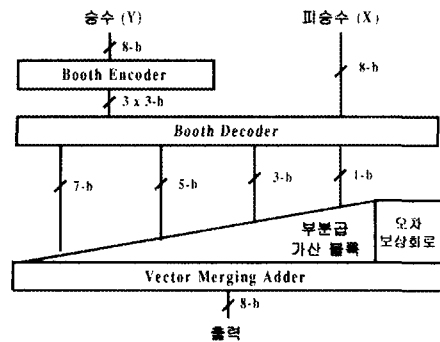 승수 (Y)
피승수 (X)
8-b
8-b
Booth Encoder
3 x 3-b
Booth Decoder
7-b
5-b
3-b
1-b
부분곱
가산 블록
오차
보상회로
Vector Merging Adder
8-b
출력